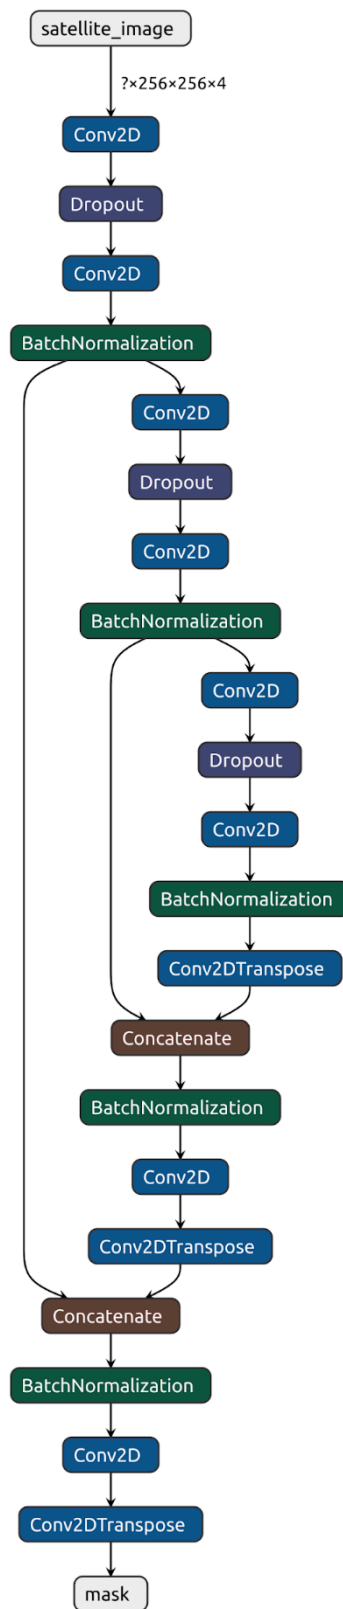 satellite_image
?×256×256×4
Conv2D
Dropout
Conv2D
BatchNormalization
Conv2D
Dropout
Conv2D
BatchNormalization
Conv2D
Dropout
Conv2D
BatchNormalization
Conv2DTranspose
Concatenate
BatchNormalization
Conv2D
Conv2DTranspose
Concatenate
BatchNormalization
Conv2D
Conv2DTranspose
mask